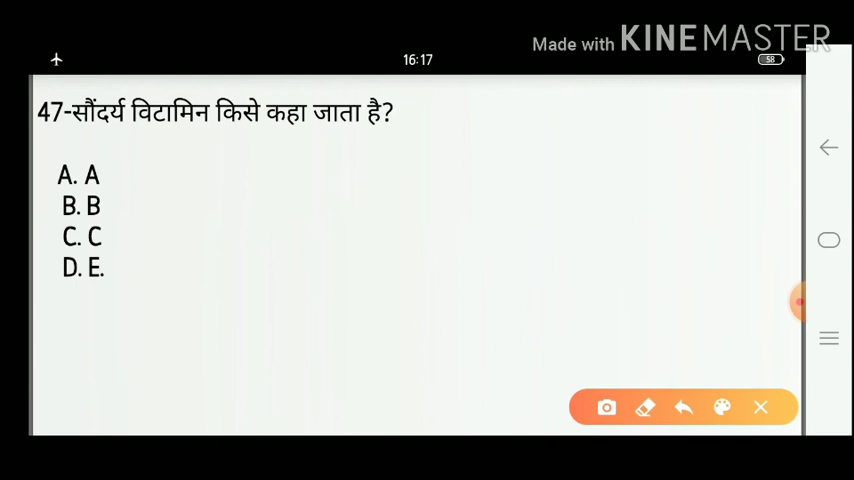 Made with KINEMASTER
16:17
58
47-सौंदर्य विटामिन किसे कहा जाता है?
A. A
B. B
C. C
D. E.